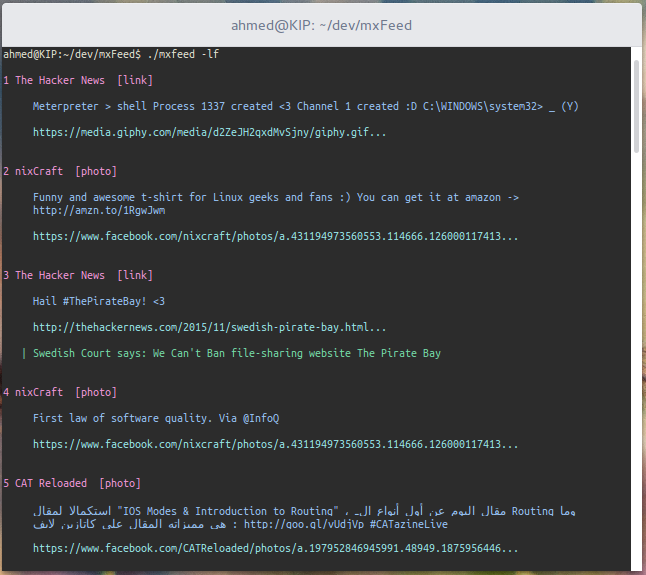 ahmed@KIP: ~/dev/mxFeed
ahmed@KIP:~/dev/mxFeed$ ./mxfeed -lf
1 The Hacker News [link]
Meterpreter > shell Process 1337 created <3 Channel 1 created :D C:\WINDOWS\system32> _ (Y)
https://media.giphy.com/media/d2ZeJH2qxdMvSjny/giphy.gif...
2 nixCraft [photo]
Funny and awesome t-shirt for Linux geeks and fans :) You can get it at amazon ->
http://amzn.to/1RgwJwm
https://www.facebook.com/nixcraft/photos/a.431194973560553.114666.126000117413...
3 The Hacker News [link]
Hail #ThePirateBay! <3
http://thehackernews.com/2015/11/swedish-pirate-bay.html...
| Swedish Court says: We Can't Ban file-sharing website The Pirate Bay
4 nixCraft [photo]
First law of software quality. Via @InfoQ
https://www.facebook.com/nixcraft/photos/a.431194973560553.114666.126000117413...
5 CAT Reloaded [photo]
استكمالا لمقال "IOS Modes & Introduction to Routing" ، مقال اليوم عن أول أنواع الـ Routing وما
هي مميزاته المقال على كاتازين لايف : http://goo.gl/vUdjVp #CATazineLive
https://www.facebook.com/CATReloaded/photos/a.197952846945991.48949.1875956446...